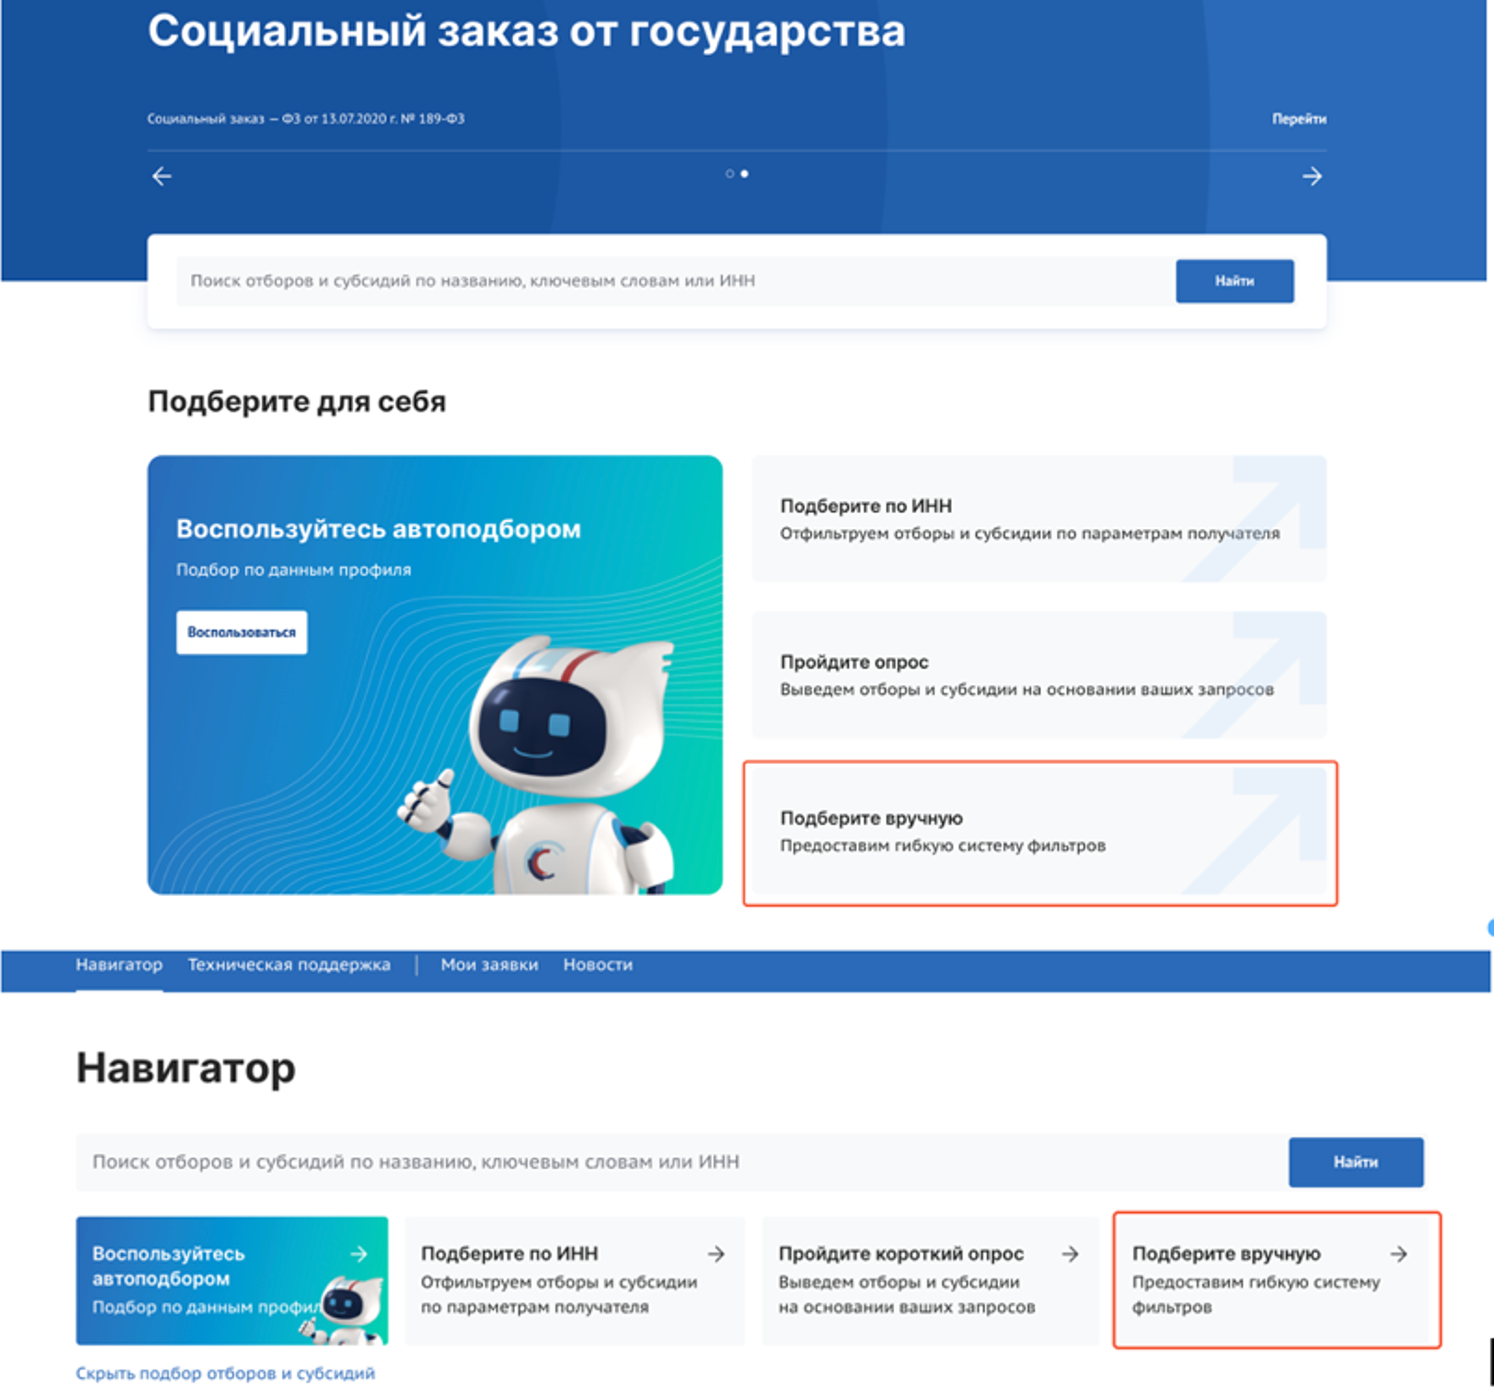 Социальный заказ от государства
Социальный заказ — ФЗ от 13.07.2020 г. № 189-ФЗ
Перейти
Поиск отборов и субсидий по названию, ключевым словам или ИНН
Найти
Подберите для себя
Воспользуйтесь автоподбором
Подбор по данным профиля
Воспользоваться
Подберите по ИНН
Отфильтруем отборы и субсидии по параметрам получателя
Пройдите опрос
Выведем отборы и субсидии на основании ваших запросов
Подберите вручную
Предоставим гибкую систему фильтров
Навигатор
Техническая поддержка
Мои заявки
Новости
Навигатор
Поиск отборов и субсидий по названию, ключевым словам или ИНН
Найти
Воспользуйтесь
автоподбором
Подбор по данным профил
Подберите по ИНН
Отфильтруем отборы и субсидии
по параметрам получателя
Пройдите короткий опрос
Выведем отборы и субсидии
на основании ваших запросов
Подберите вручную
Предоставим гибкую систему
фильтров
Скрыть подбор отборов и субсидий